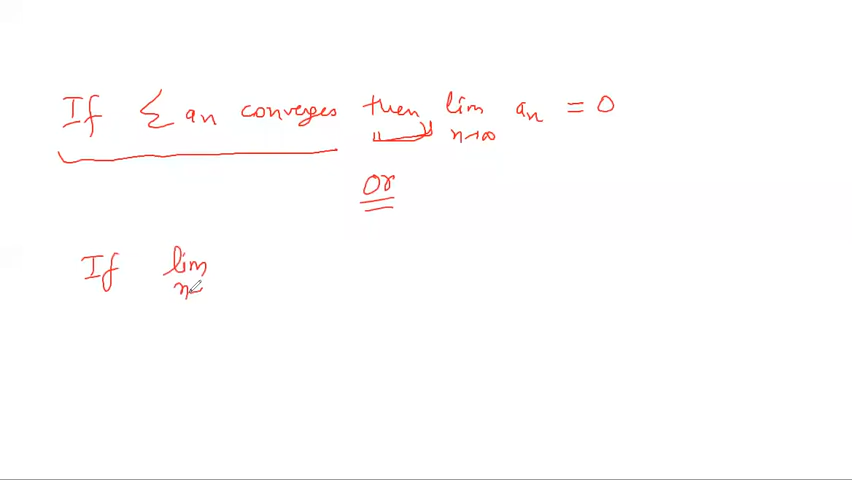 If Σ an converges then lim an = 0
n→∞
Or
If lim
n